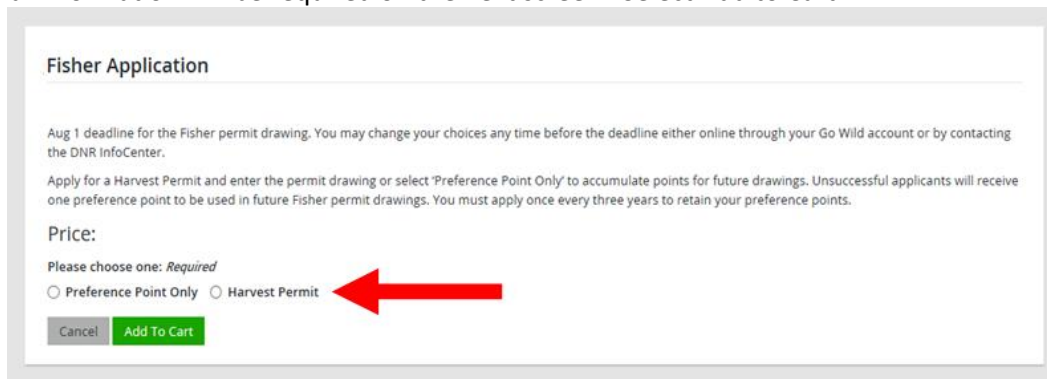 Fisher Application
Aug 1 deadline for the Fisher permit drawing. You may change your choices any time before the deadline either online through your Go Wild account or by contacting
the DNR InfoCenter.
Apply for a Harvest Permit and enter the permit drawing or select 'Preference Point Only' to accumulate points for future drawings. Unsuccessful applicants will receive
one preference point to be used in future Fisher permit drawings. You must apply once every three years to retain your preference points.
Price:
Please choose one: Required
Preference Point Only Harvest Permit
Cancel Add To Cart